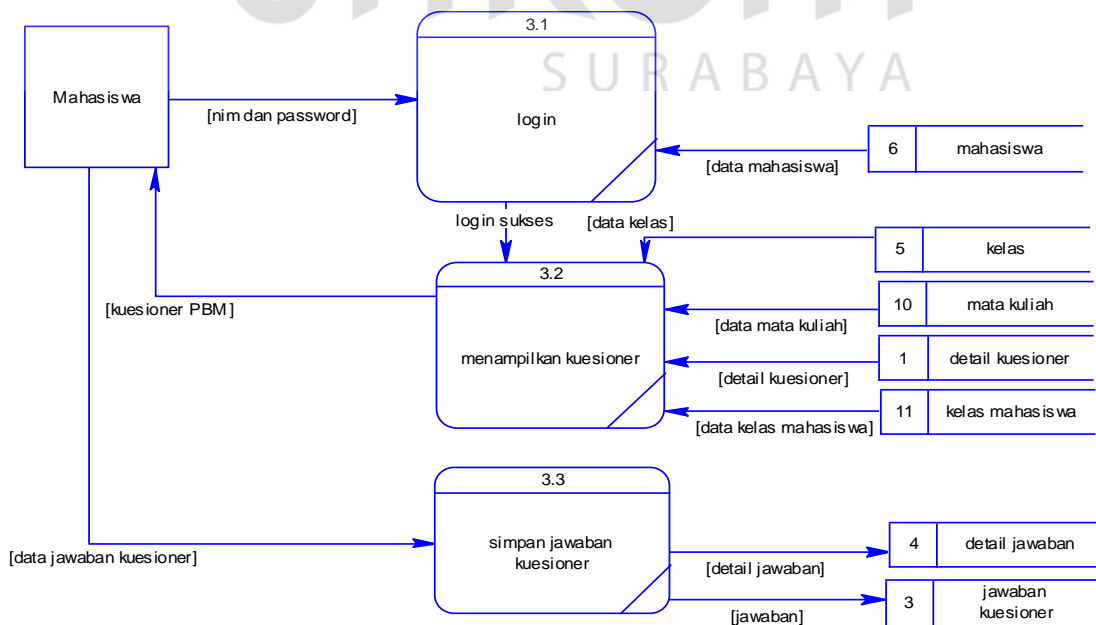 3.1
SURABAYA
Mahasiswa
[nim dan password]
login
6
mahasiswa
[data mahasiswa]
login sukses
[data kelas]
5
kelas
3.2
[kuesioner PBM]
10
mata kuliah
[data mata kuliah]
menampilkan kuesioner
1
detail kuesioner
[detail kuesioner]
11
kelas mahasiswa
[data kelas mahasiswa]
3.3
[data jawaban kuesioner]
simpan jawaban
kuesioner
4
detail jawaban
[detail jawaban]
3
jawaban
kuesioner
[jawaban]